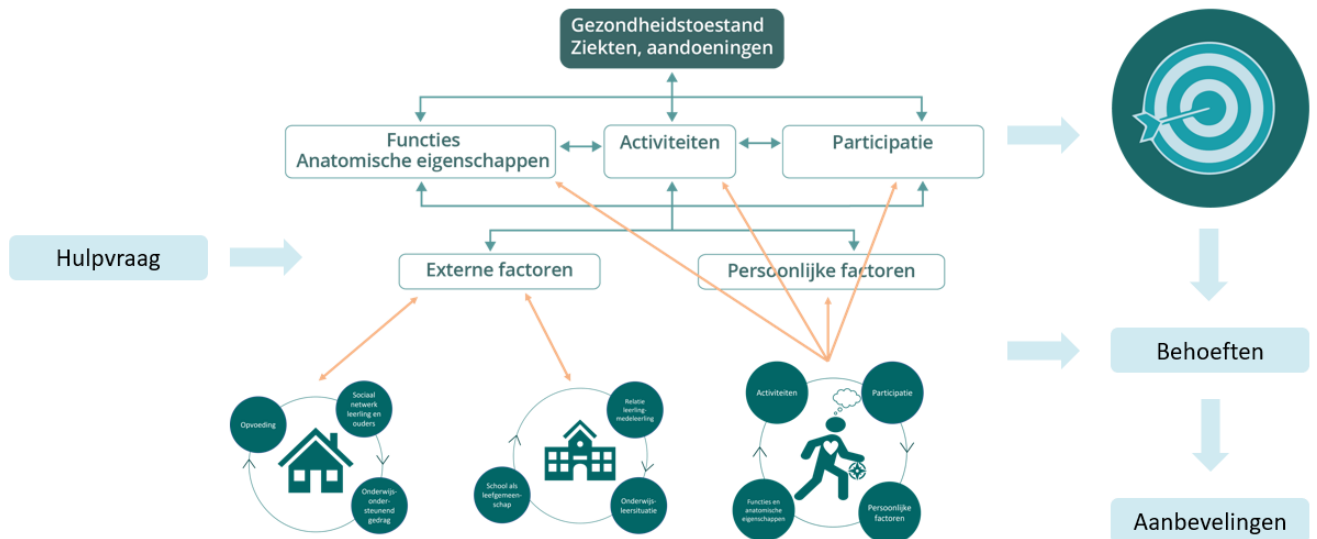 Gezondheidstoestand
Ziekten, aandoeningen
Functies
Anatomische eigenschappen
Activiteiten
Participatie
Hulpvraag
Externe factoren
Persoonlijke factoren
Behoeften
Opvoeding
Sociaal
netwerk
leerling en
ouders
Onderwijs-
onder-
steunend
gedrag
Relatie
leerling-
medeleerling
School als
leefgemeen-
schap
Onderwijs-
leersituatie
Activiteiten
Participatie
Functies en
anatomische
eigenschappen
Persoonlijke
factoren
Aanbevelingen